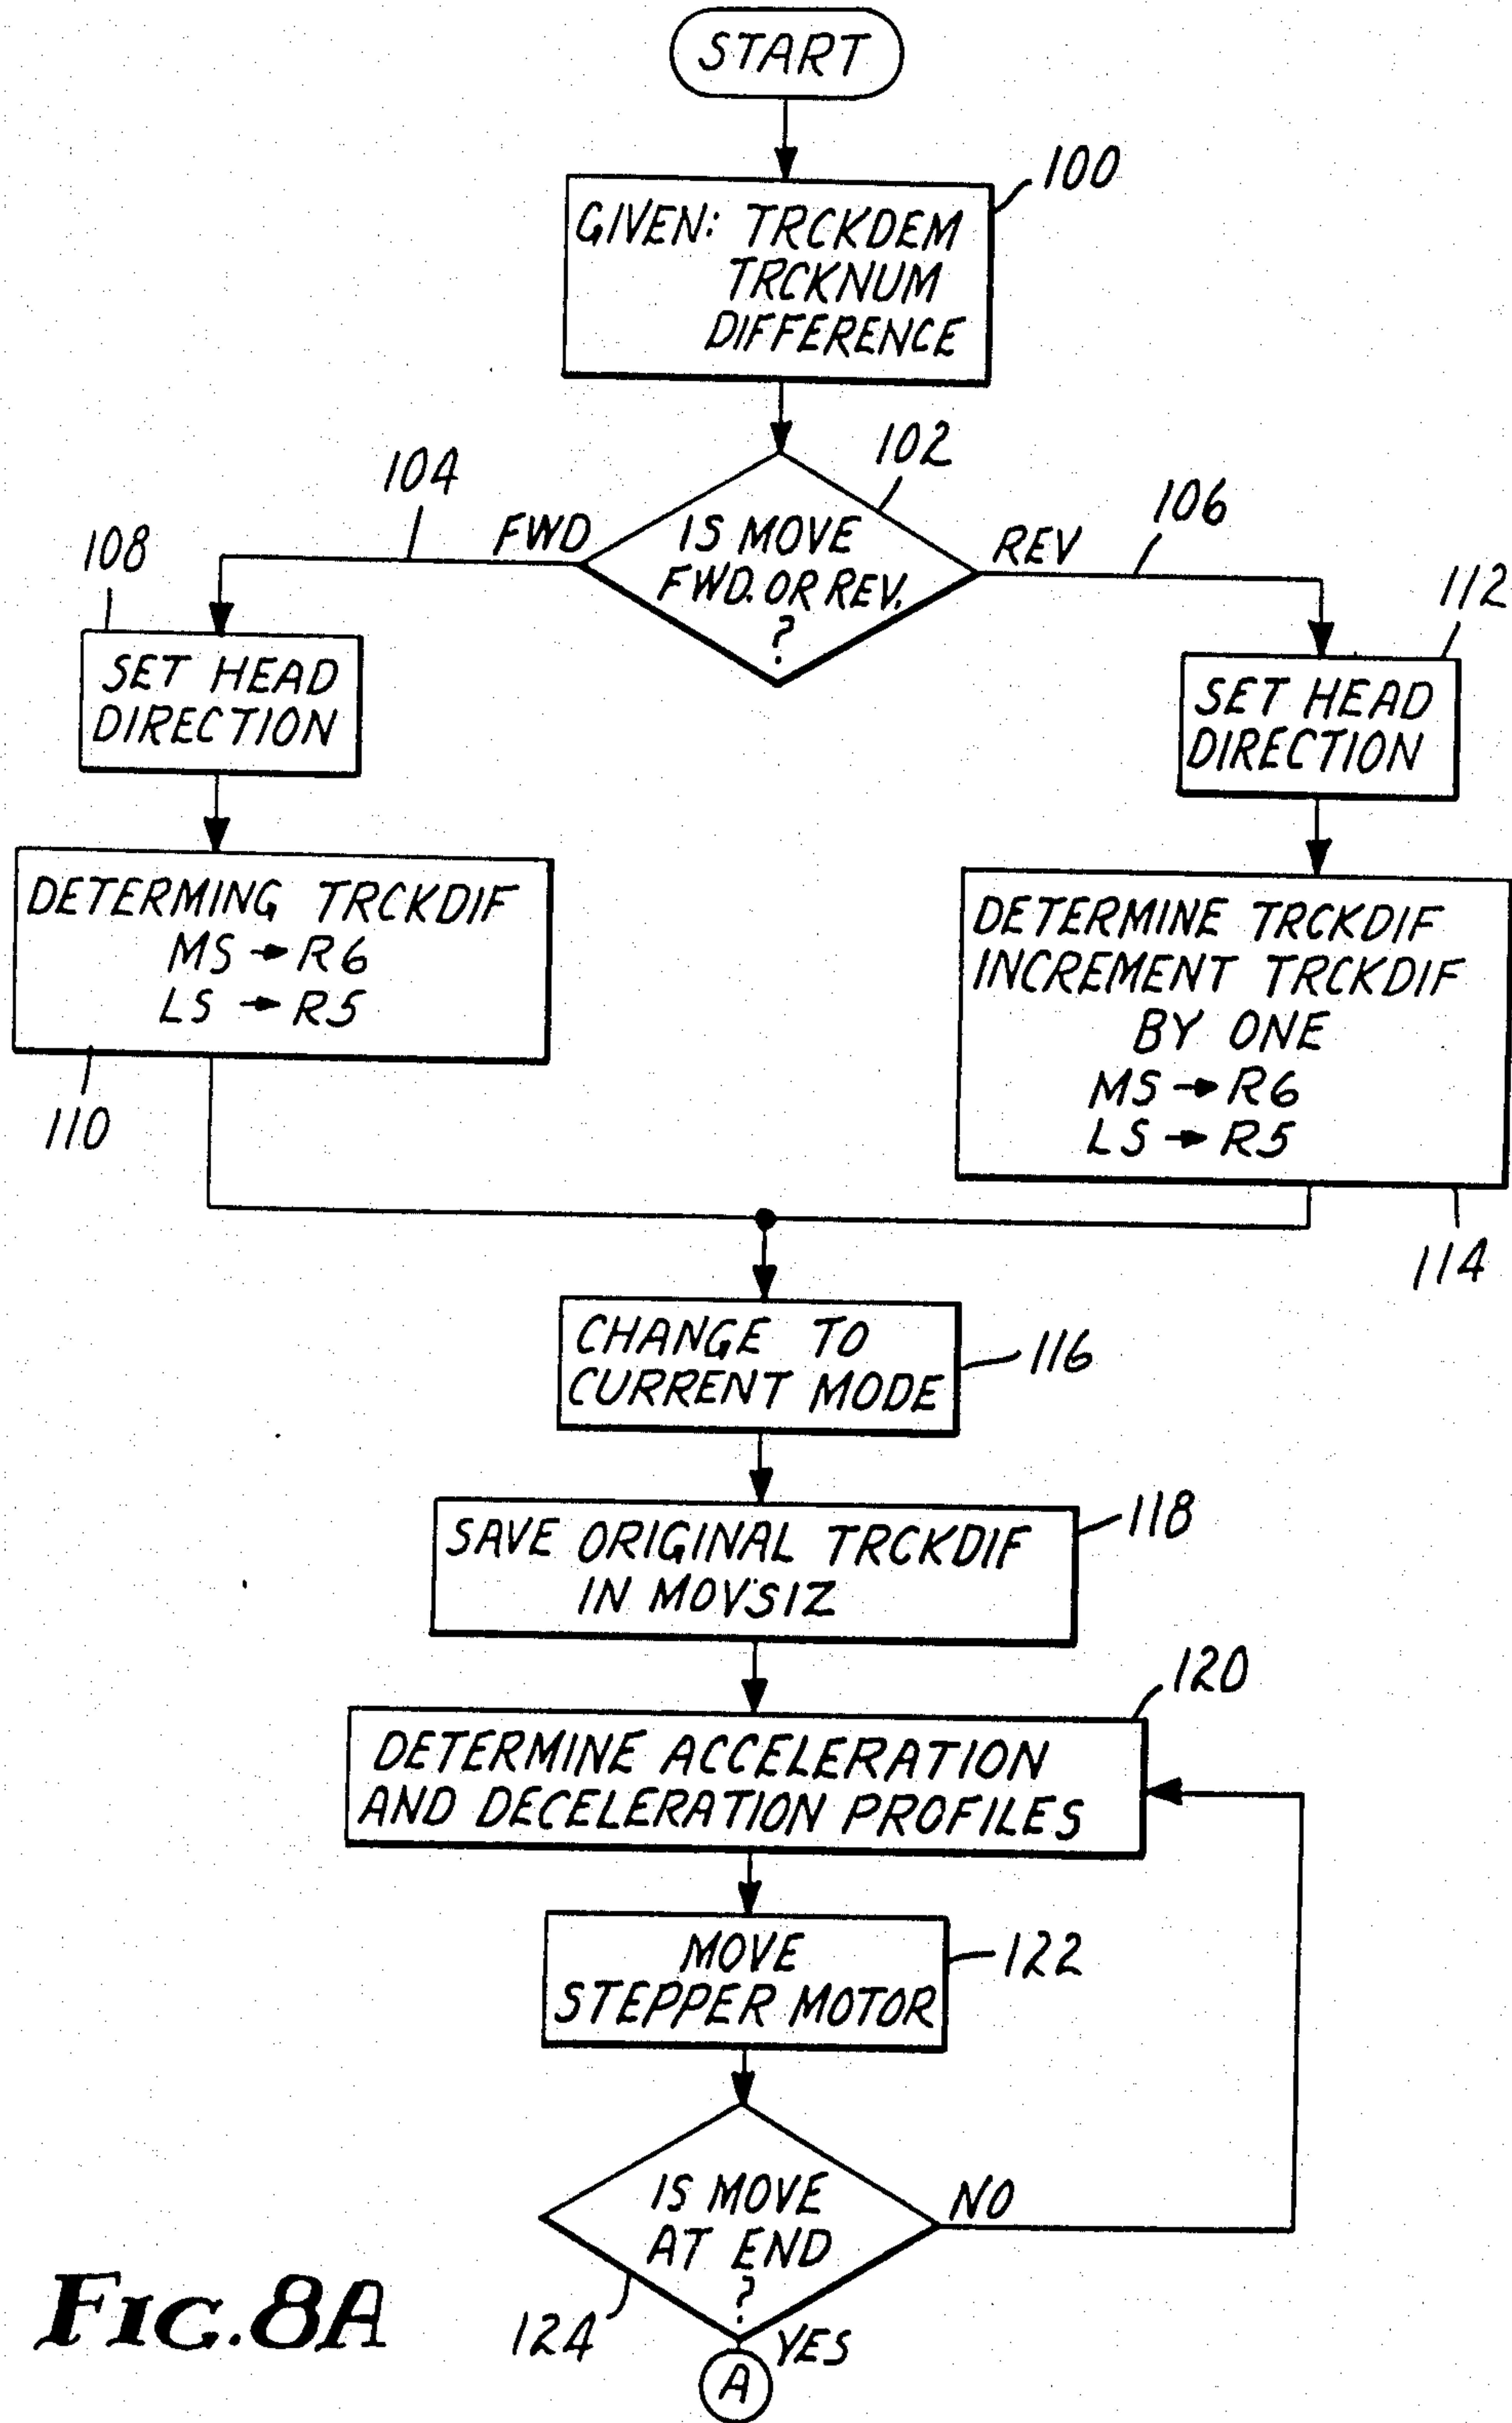 START
100
GIVEN: TRCKDEM
TRCKNUM
DIFFERENCE
102
104
FWD
IS MOVE
FWD. OR REV.
?
REV
106
108
SET HEAD
DIRECTION
112
SET HEAD
DIRECTION
DETERMING TRCKDIF
MS → R6
LS → R5
110
DETERMINE TRCKDIF
INCREMENT TRCKDIF
BY ONE
MS → R6
LS → R5
114
CHANGE TO
CURRENT MODE
116
SAVE ORIGINAL TRCKDIF
IN MOVSIZ
118
120
DETERMINE ACCELERATION
AND DECELERATION PROFILES
MOVE
STEPPER MOTOR
122
IS MOVE
AT END
?
NO
124
YES
A
FIG. 8A